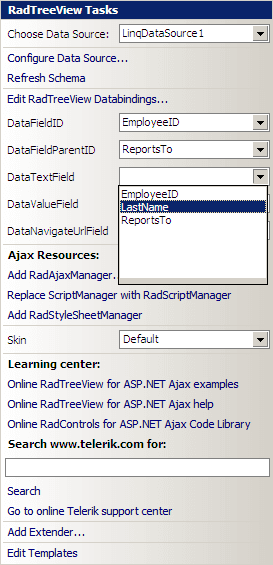 RadTreeView Tasks
Choose Data Source: LinqDataSource1
Configure Data Source...
Refresh Schema
Edit RadTreeView Databindings...
DataFieldID EmployeeID
DataFieldParentID ReportsTo
DataTextField
EmployeeID
LastName
ReportsTo
DataValueField
DataNavigateUrlField
Ajax Resources:
Add RadAjaxManager...
Replace ScriptManager with RadScriptManager
Add RadStyleSheetManager
Skin Default
Learning center:
Online RadTreeView for ASP.NET Ajax examples
Online RadTreeView for ASP.NET Ajax help
Online RadControls for ASP.NET Ajax Code Library
Search www.telerik.com for:
Search
Go to online Telerik support center
Add Extender...
Edit Templates